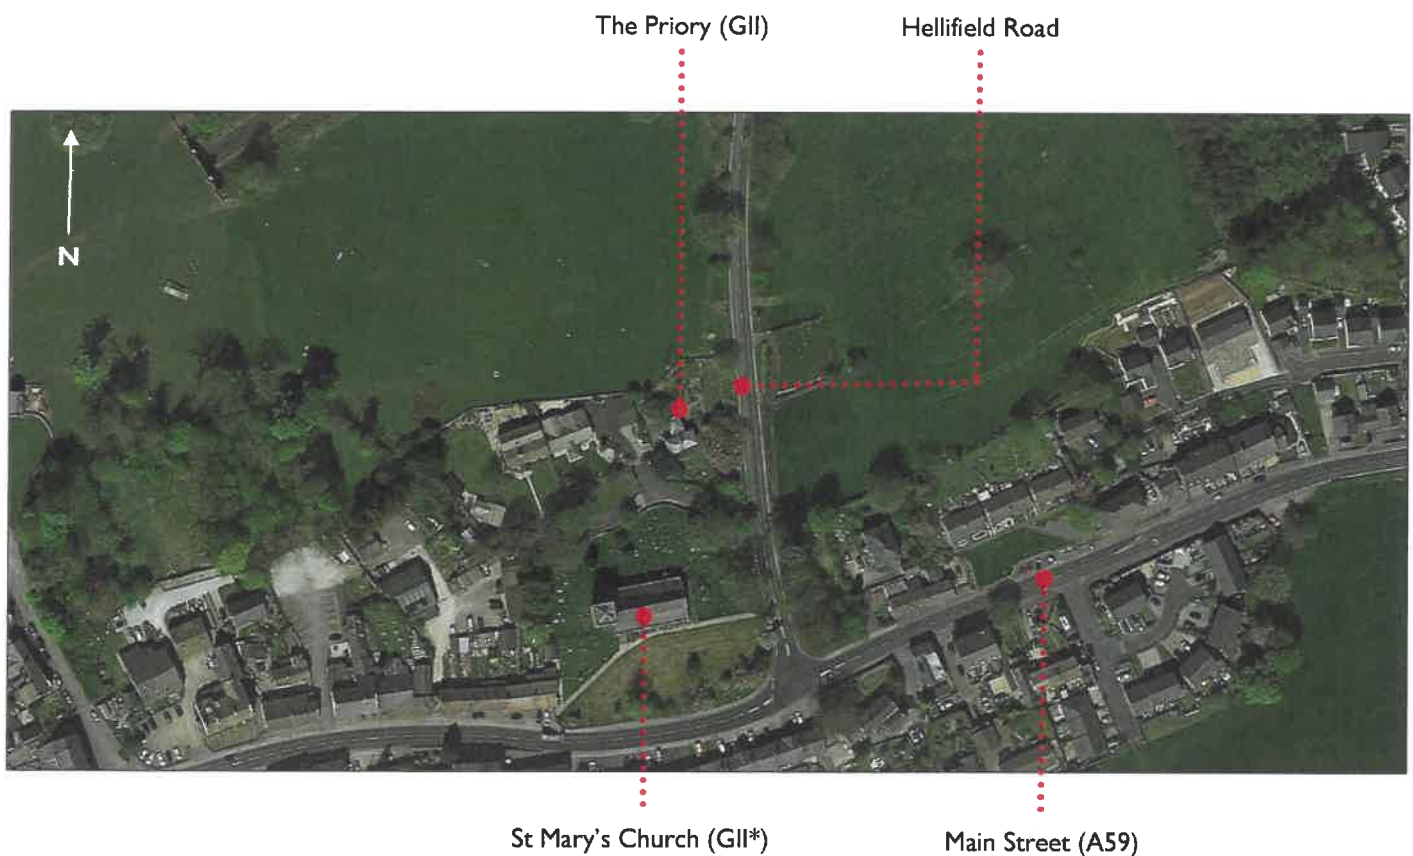 The Priory (GII)
Hellifield Road
N
St Mary's Church (GII*)
Main Street (A59)